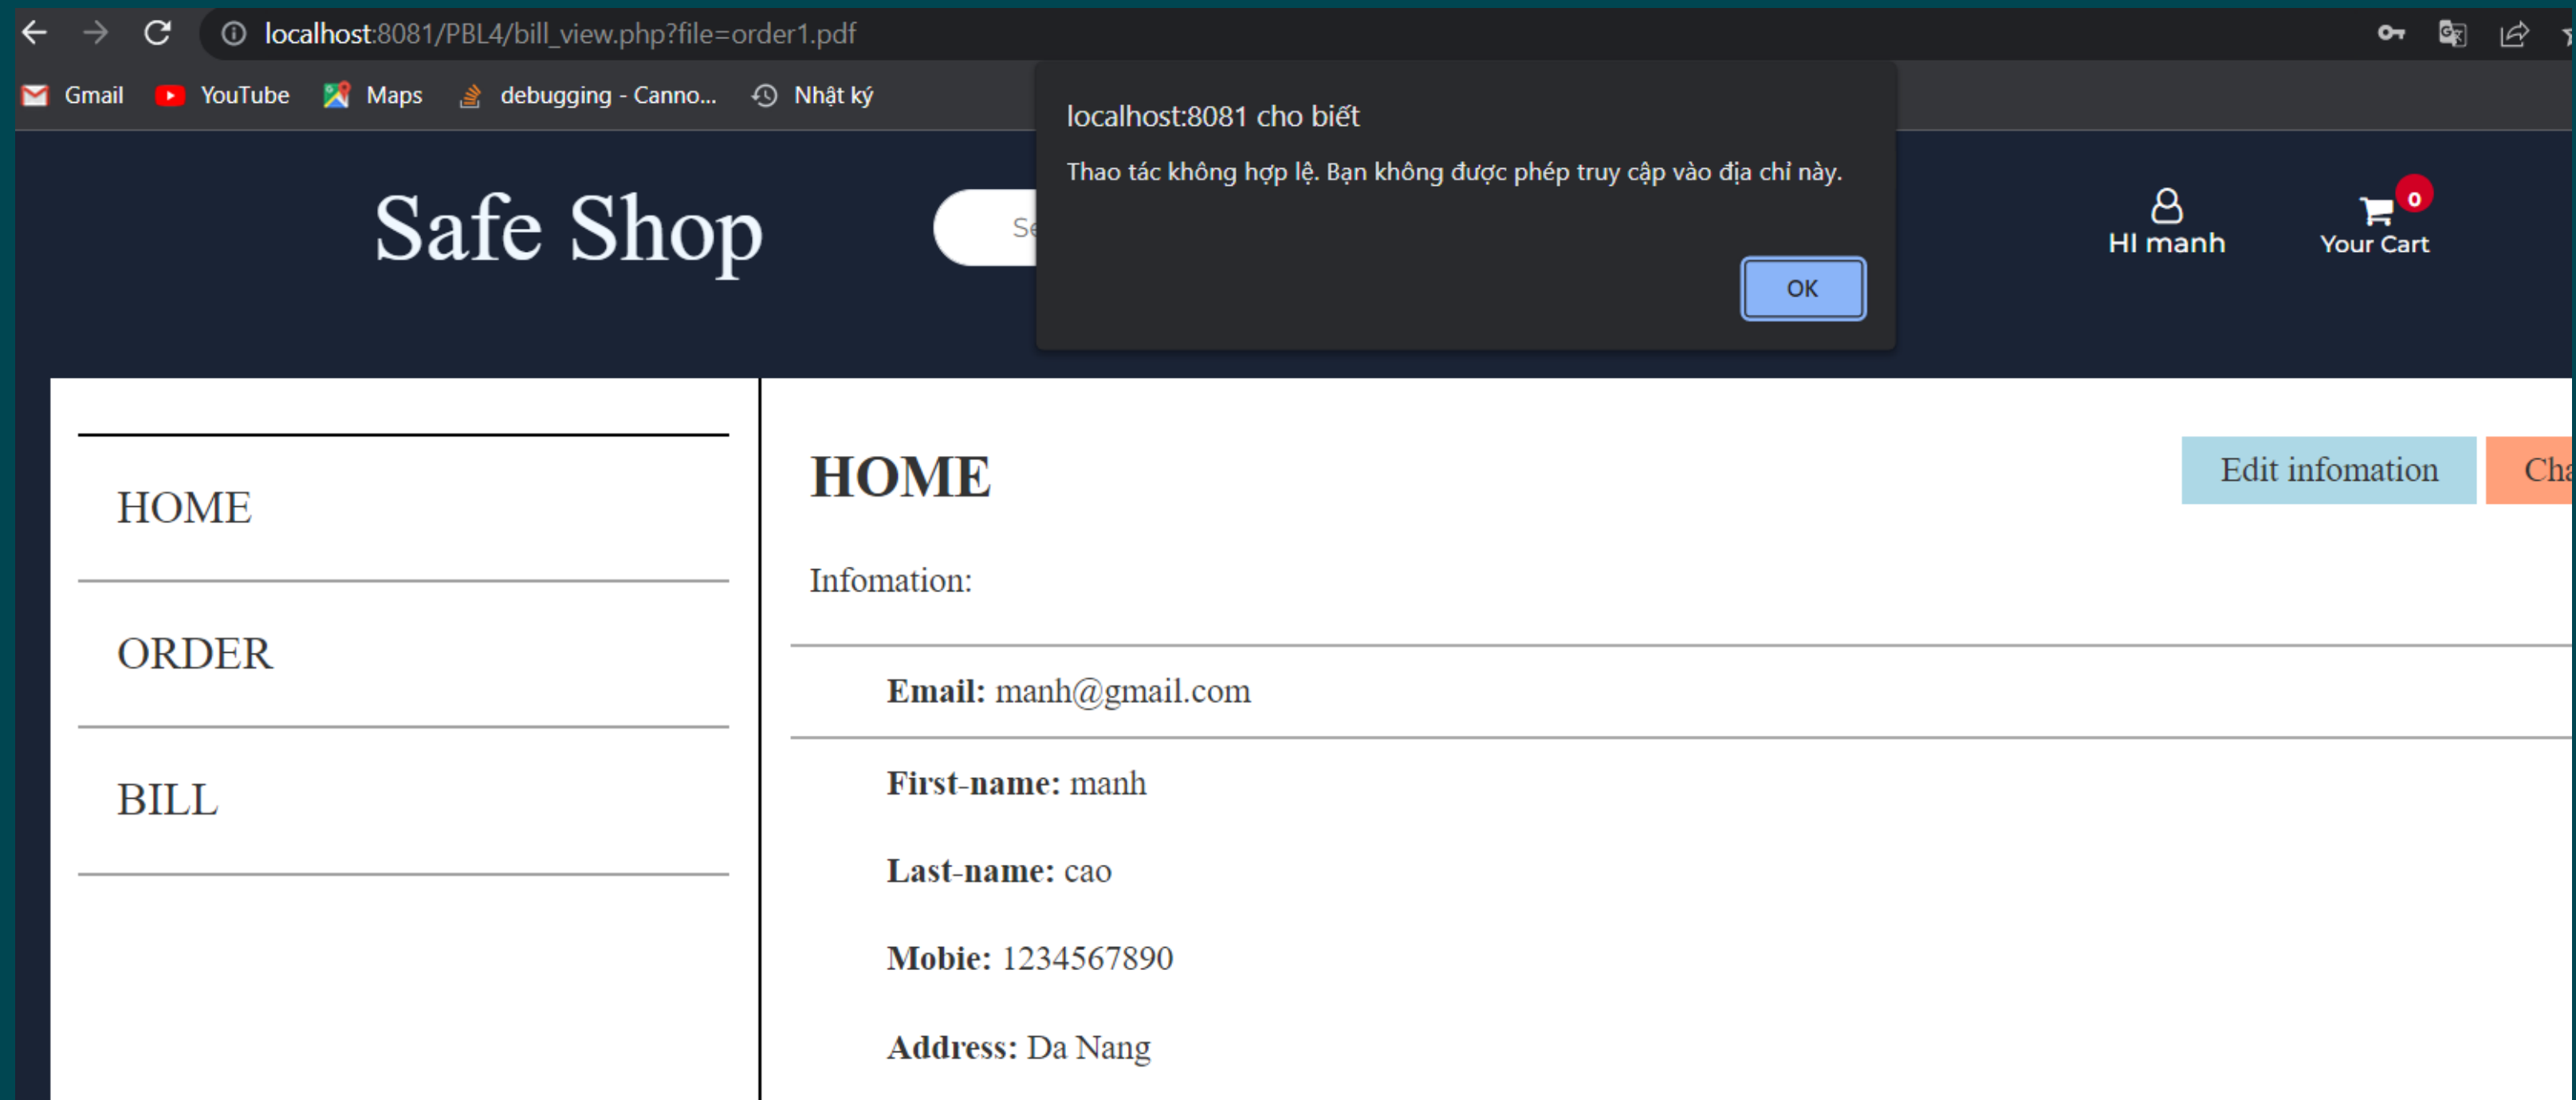 localhost:8081/PBL4/bill_view.php?file=order1.pdf
Gmail YouTube Maps debugging - Canno... Nhật ký
localhost:8081 cho biết
Thao tác không hợp lệ. Bạn không được phép truy cập vào địa chỉ này.
OK
Safe Shop
HI manh
0
Your Cart
HOME
ORDER
BILL
HOME
Edit infomation
Infomation:
Email: manh@gmail.com
First-name: manh
Last-name: cao
Mobie: 1234567890
Address: Da Nang